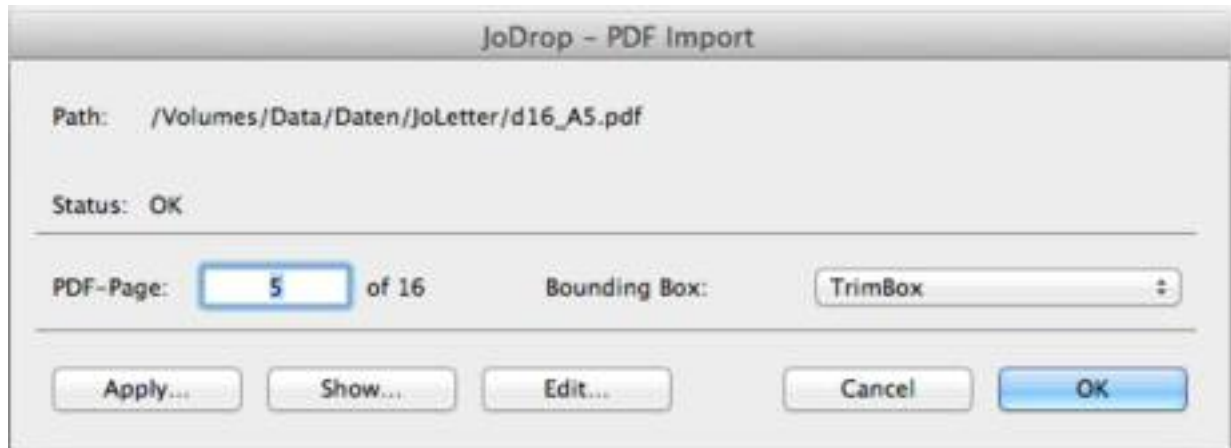 JoDrop – PDF Import
Path: /Volumes/Data/Daten/JoLetter/d16_A5.pdf
Status: OK
PDF-Page: 5 of 16 Bounding Box: TrimBox
Apply... Show... Edit... Cancel OK